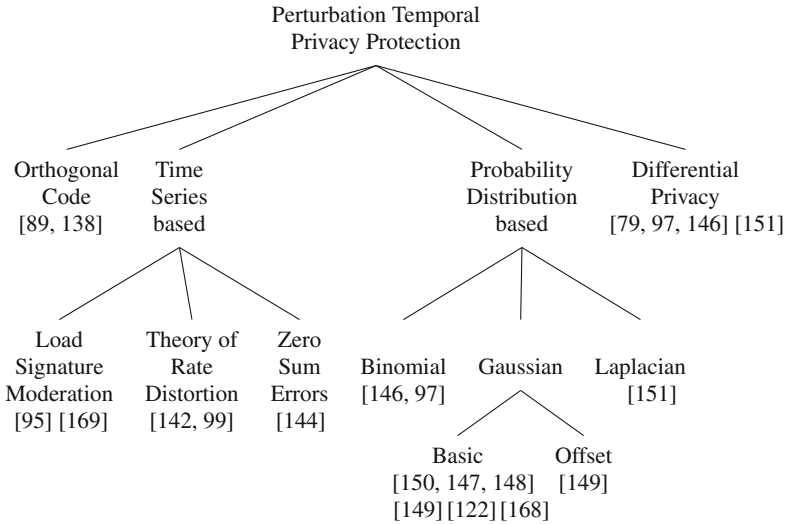 Perturbation Temporal
Privacy Protection
Orthogonal
Code
[89, 138]
Time
Series
based
Probability
Distribution
based
Differential
Privacy
[79, 97, 146] [151]
Load
Signature
Moderation
[95] [169]
Theory of
Rate
Distortion
[142, 99]
Zero
Sum
Errors
[144]
Binomial
[146, 97]
Gaussian
Laplacian
[151]
Basic
[150, 147, 148]
[149] [122] [168]
Offset
[149]